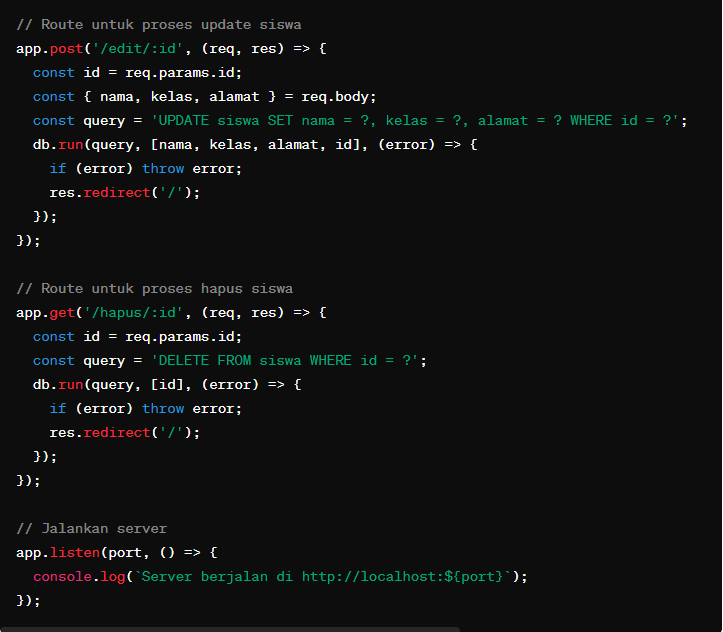 // Route untuk proses update siswa
app.post('/edit/:id', (req, res) => {
  const id = req.params.id;
  const { nama, kelas, alamat } = req.body;
  const query = 'UPDATE siswa SET nama = ?, kelas = ?, alamat = ? WHERE id = ?';
  db.run(query, [nama, kelas, alamat, id], (error) => {
    if (error) throw error;
    res.redirect('/');
  });
});

// Route untuk proses hapus siswa
app.get('/hapus/:id', (req, res) => {
  const id = req.params.id;
  const query = 'DELETE FROM siswa WHERE id = ?';
  db.run(query, [id], (error) => {
    if (error) throw error;
    res.redirect('/');
  });
});

// Jalankan server
app.listen(port, () => {
  console.log(`Server berjalan di http://localhost:${port}`);
});